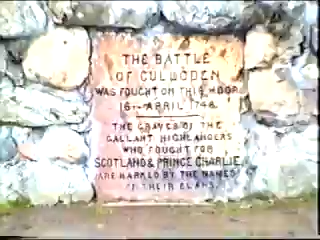 THE BATTLE
OF CULLODEN
WAS FOUGHT ON THIS MOOR
16TH APRIL 1746.
THE GRAVES OF THE
GALLANT HIGHLANDERS
WHO FOUGHT FOR
SCOTLAND & PRINCE CHARLIE
ARE MARKED BY THE NAMES
OF THEIR CLANS.